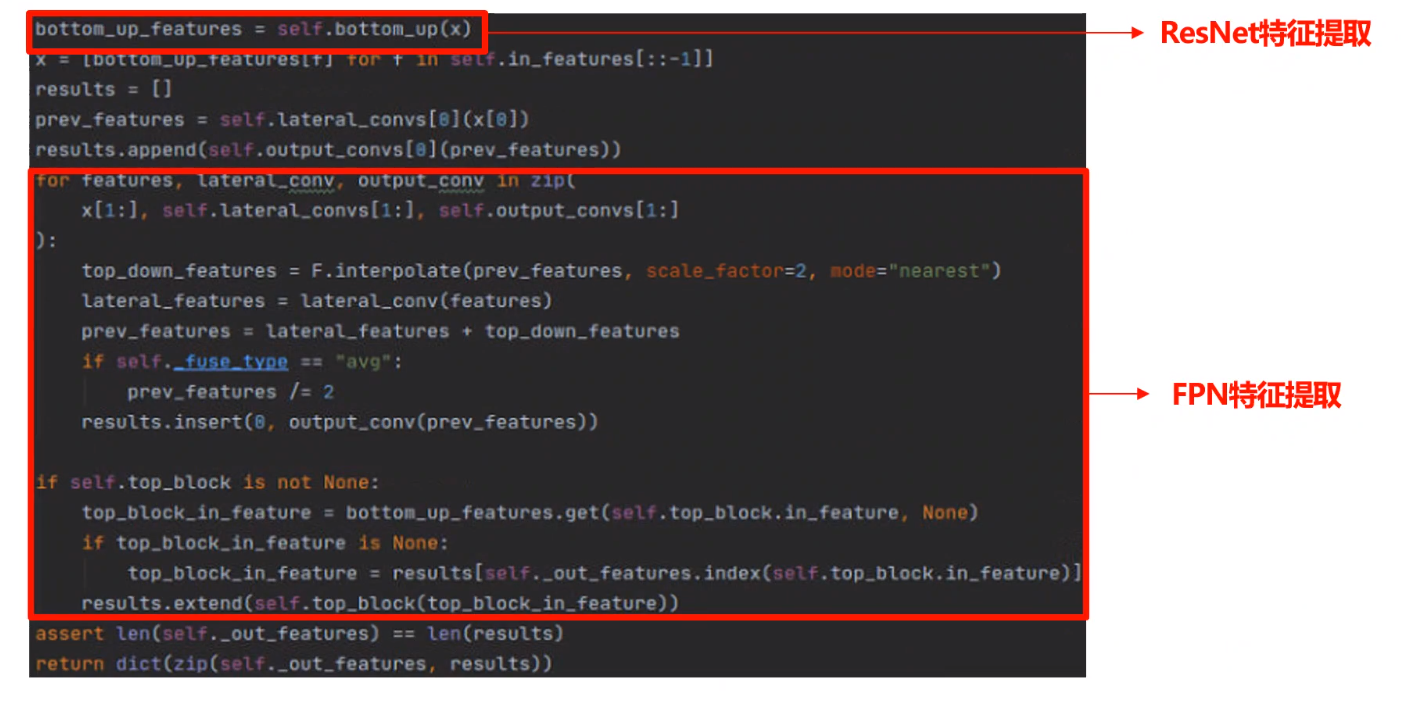 bottom_up_features = self.bottom_up(x)
ResNet特征提取
x = [bottom_up_features[f] for f in self.in_features[::-1]]
results = []
prev_features = self.lateral_convs[0](x[0])
results.append(self.output_convs[0](prev_features))
for features, lateral_conv, output_conv in zip(
x[1:], self.lateral_convs[1:], self.output_convs[1:]
):
top_down_features = F.interpolate(prev_features, scale_factor=2, mode="nearest")
lateral_features = lateral_conv(features)
prev_features = lateral_features + top_down_features
if self._fuse_type == "avg":
prev_features /= 2
FPN特征提取
results.insert(0, output_conv(prev_features))
if self.top_block is not None:
top_block_in_feature = bottom_up_features.get(self.top_block.in_feature, None)
if top_block_in_feature is None:
top_block_in_feature = results[self._out_features.index(self.top_block.in_feature)]
results.extend(self.top_block(top_block_in_feature))
assert len(self._out_features) == len(results)
return dict(zip(self._out_features, results))